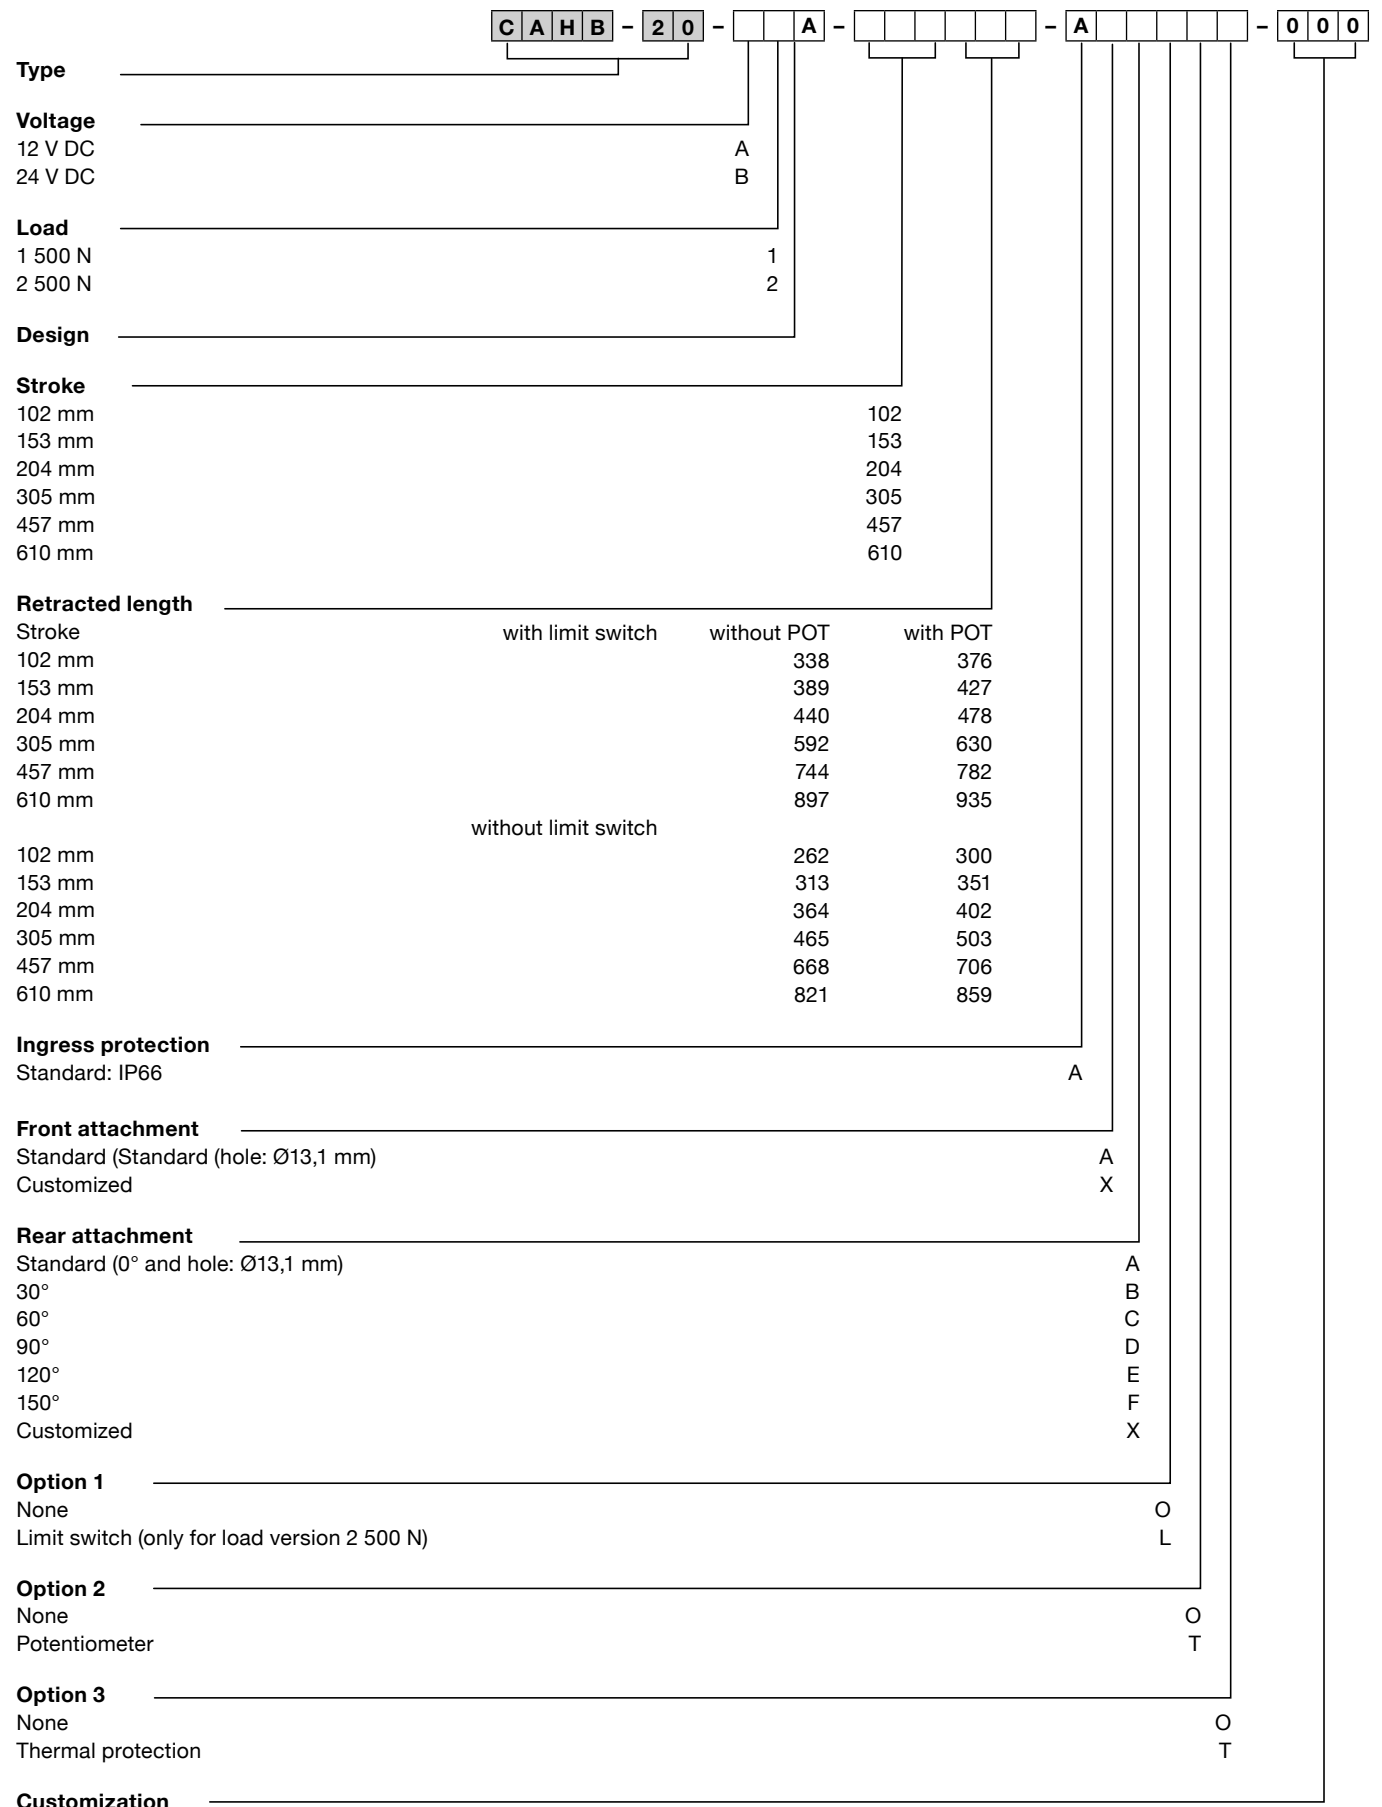 CAHB – 20 – A – – A – 000
Type
Voltage
12 V DC A
24 V DC B
Load
1 500 N 1
2 500 N 2
Design
Stroke
102 mm 102
153 mm 153
204 mm 204
305 mm 305
457 mm 457
610 mm 610
Retracted length
Stroke with limit switch without POT with POT
102 mm 338 376
153 mm 389 427
204 mm 440 478
305 mm 592 630
457 mm 744 782
610 mm 897 935
without limit switch
102 mm 262 300
153 mm 313 351
204 mm 364 402
305 mm 465 503
457 mm 668 706
610 mm 821 859
Ingress protection
Standard: IP66 A
Front attachment
Standard (Standard (hole: Ø13,1 mm) A
Customized X
Rear attachment
Standard (0° and hole: Ø13,1 mm) A
30° B
60° C
90° D
120° E
150° F
Customized X
Option 1
None O
Limit switch (only for load version 2 500 N) L
Option 2
None O
Potentiometer T
Option 3
None O
Thermal protection T
Customization